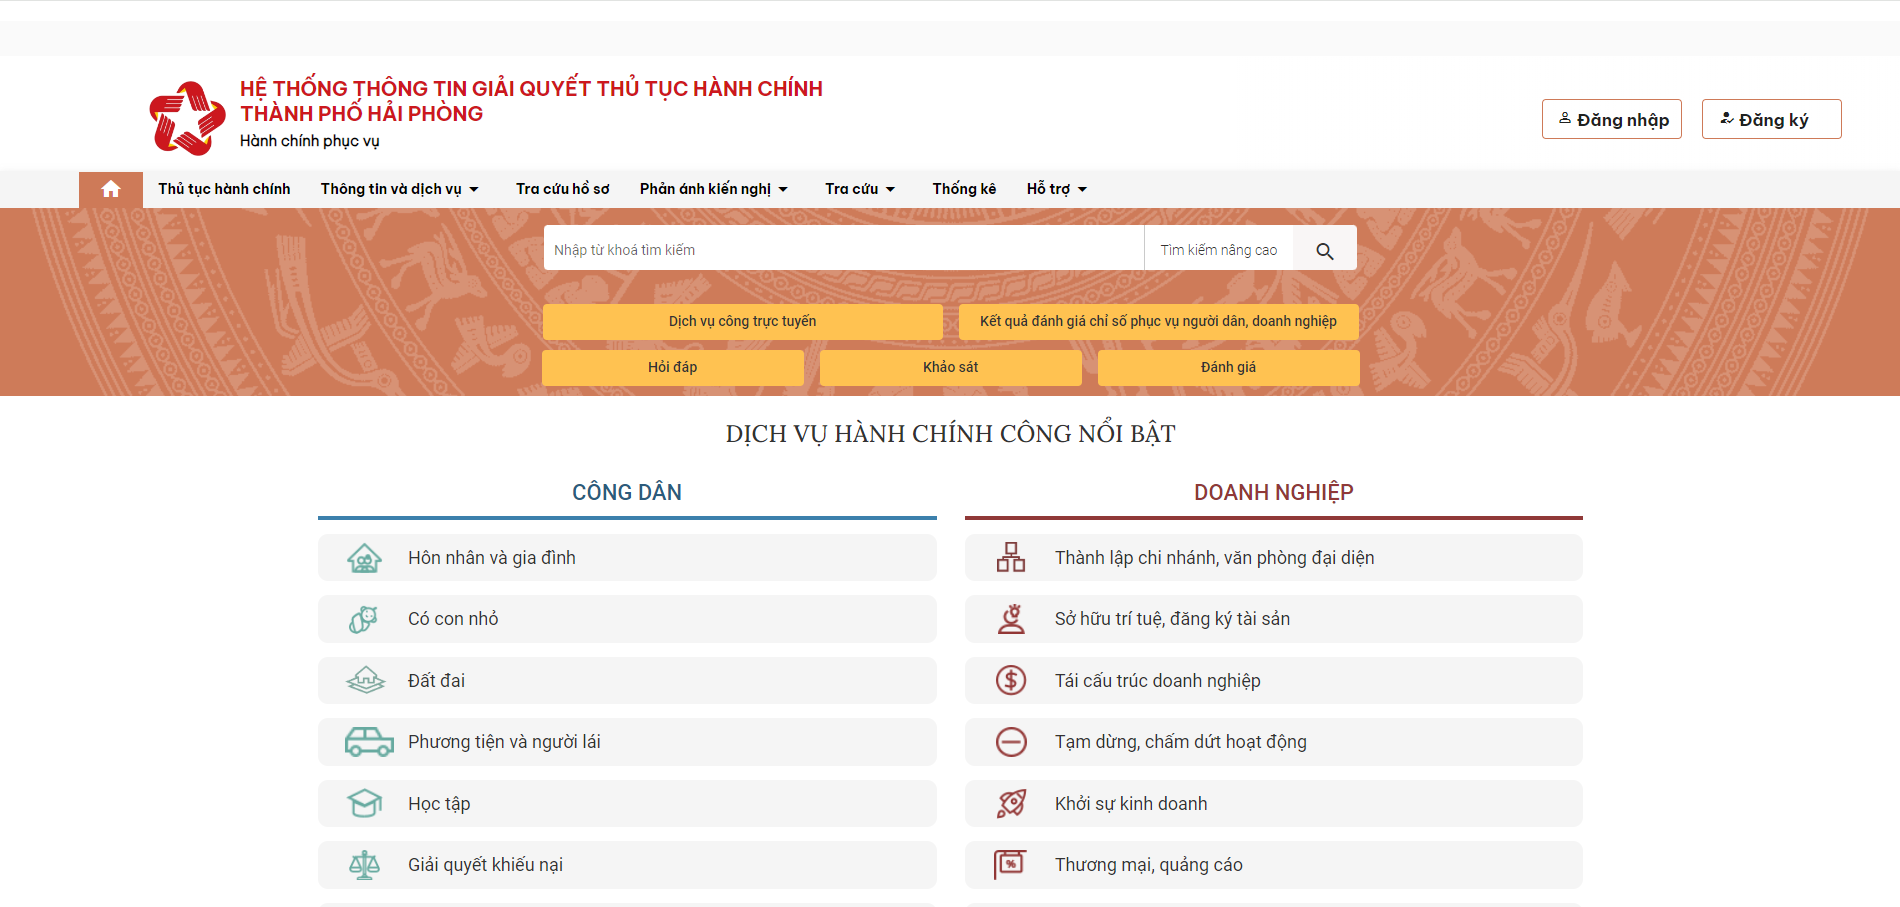 HỆ THỐNG THÔNG TIN GIẢI QUYẾT THỦ TỤC HÀNH CHÍNH
THÀNH PHỐ HẢI PHÒNG
Hành chính phục vụ
Đăng nhập
Đăng ký
Thủ tục hành chính
Thông tin và dịch vụ
Tra cứu hồ sơ
Phản ánh kiến nghị
Tra cứu
Thống kê
Hỗ trợ
Nhập từ khoá tìm kiếm
Tìm kiếm nâng cao
Dịch vụ công trực tuyến
Kết quả đánh giá chỉ số phục vụ người dân, doanh nghiệp
Hỏi đáp
Khảo sát
Đánh giá
DỊCH VỤ HÀNH CHÍNH CÔNG NỔI BẬT
CÔNG DÂN
Hôn nhân và gia đình
Có con nhỏ
Đất đai
Phương tiện và người lái
Học tập
Giải quyết khiếu nại
DOANH NGHIỆP
Thành lập chi nhánh, văn phòng đại diện
Sở hữu trí tuệ, đăng ký tài sản
Tái cấu trúc doanh nghiệp
Tạm dừng, chấm dứt hoạt động
Khởi sự kinh doanh
Thương mại, quảng cáo